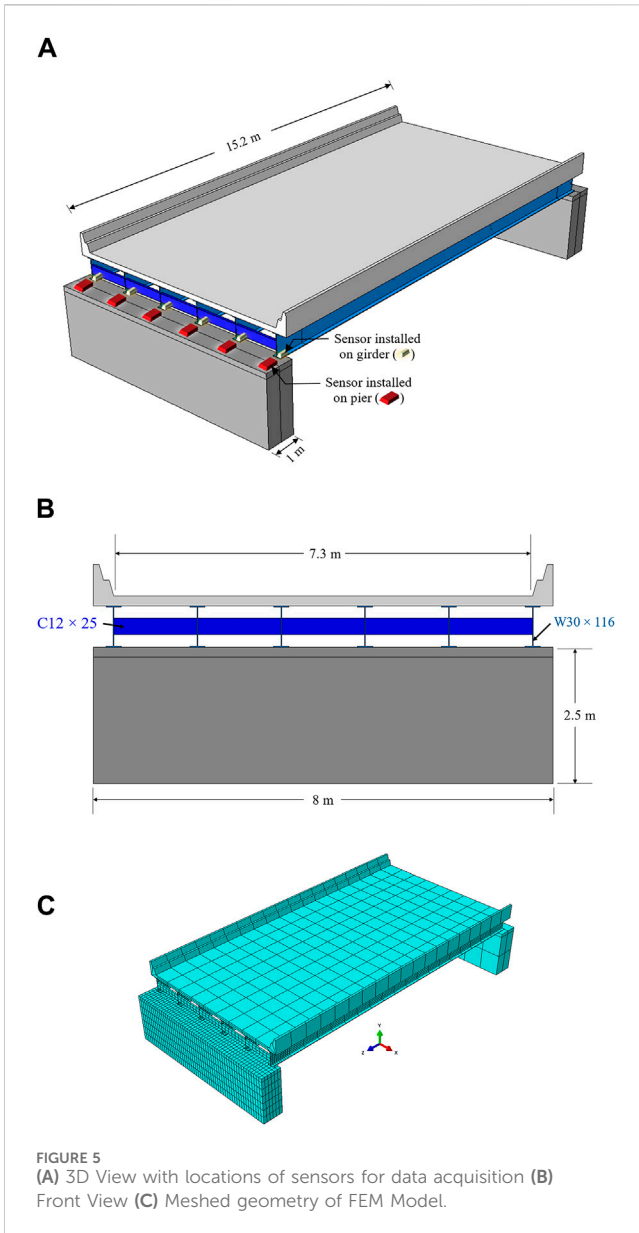 A
15.2 m
Sensor installed
on girder ( )
Sensor installed
on pier ( )
1 m
B
7.3 m
C12 × 25
W30 × 116
2.5 m
8 m
C
Y
Z
X
FIGURE 5
(A) 3D View with locations of sensors for data acquisition (B)
Front View (C) Meshed geometry of FEM Model.